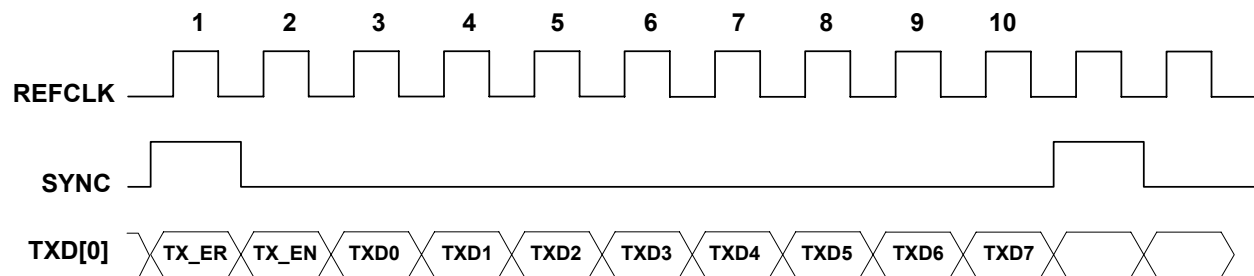 1 2 3 4 5 6 7 8 9 10
REFCLK
SYNC
TXD[0] TX_ER TX_EN TXD0 TXD1 TXD2 TXD3 TXD4 TXD5 TXD6 TXD7